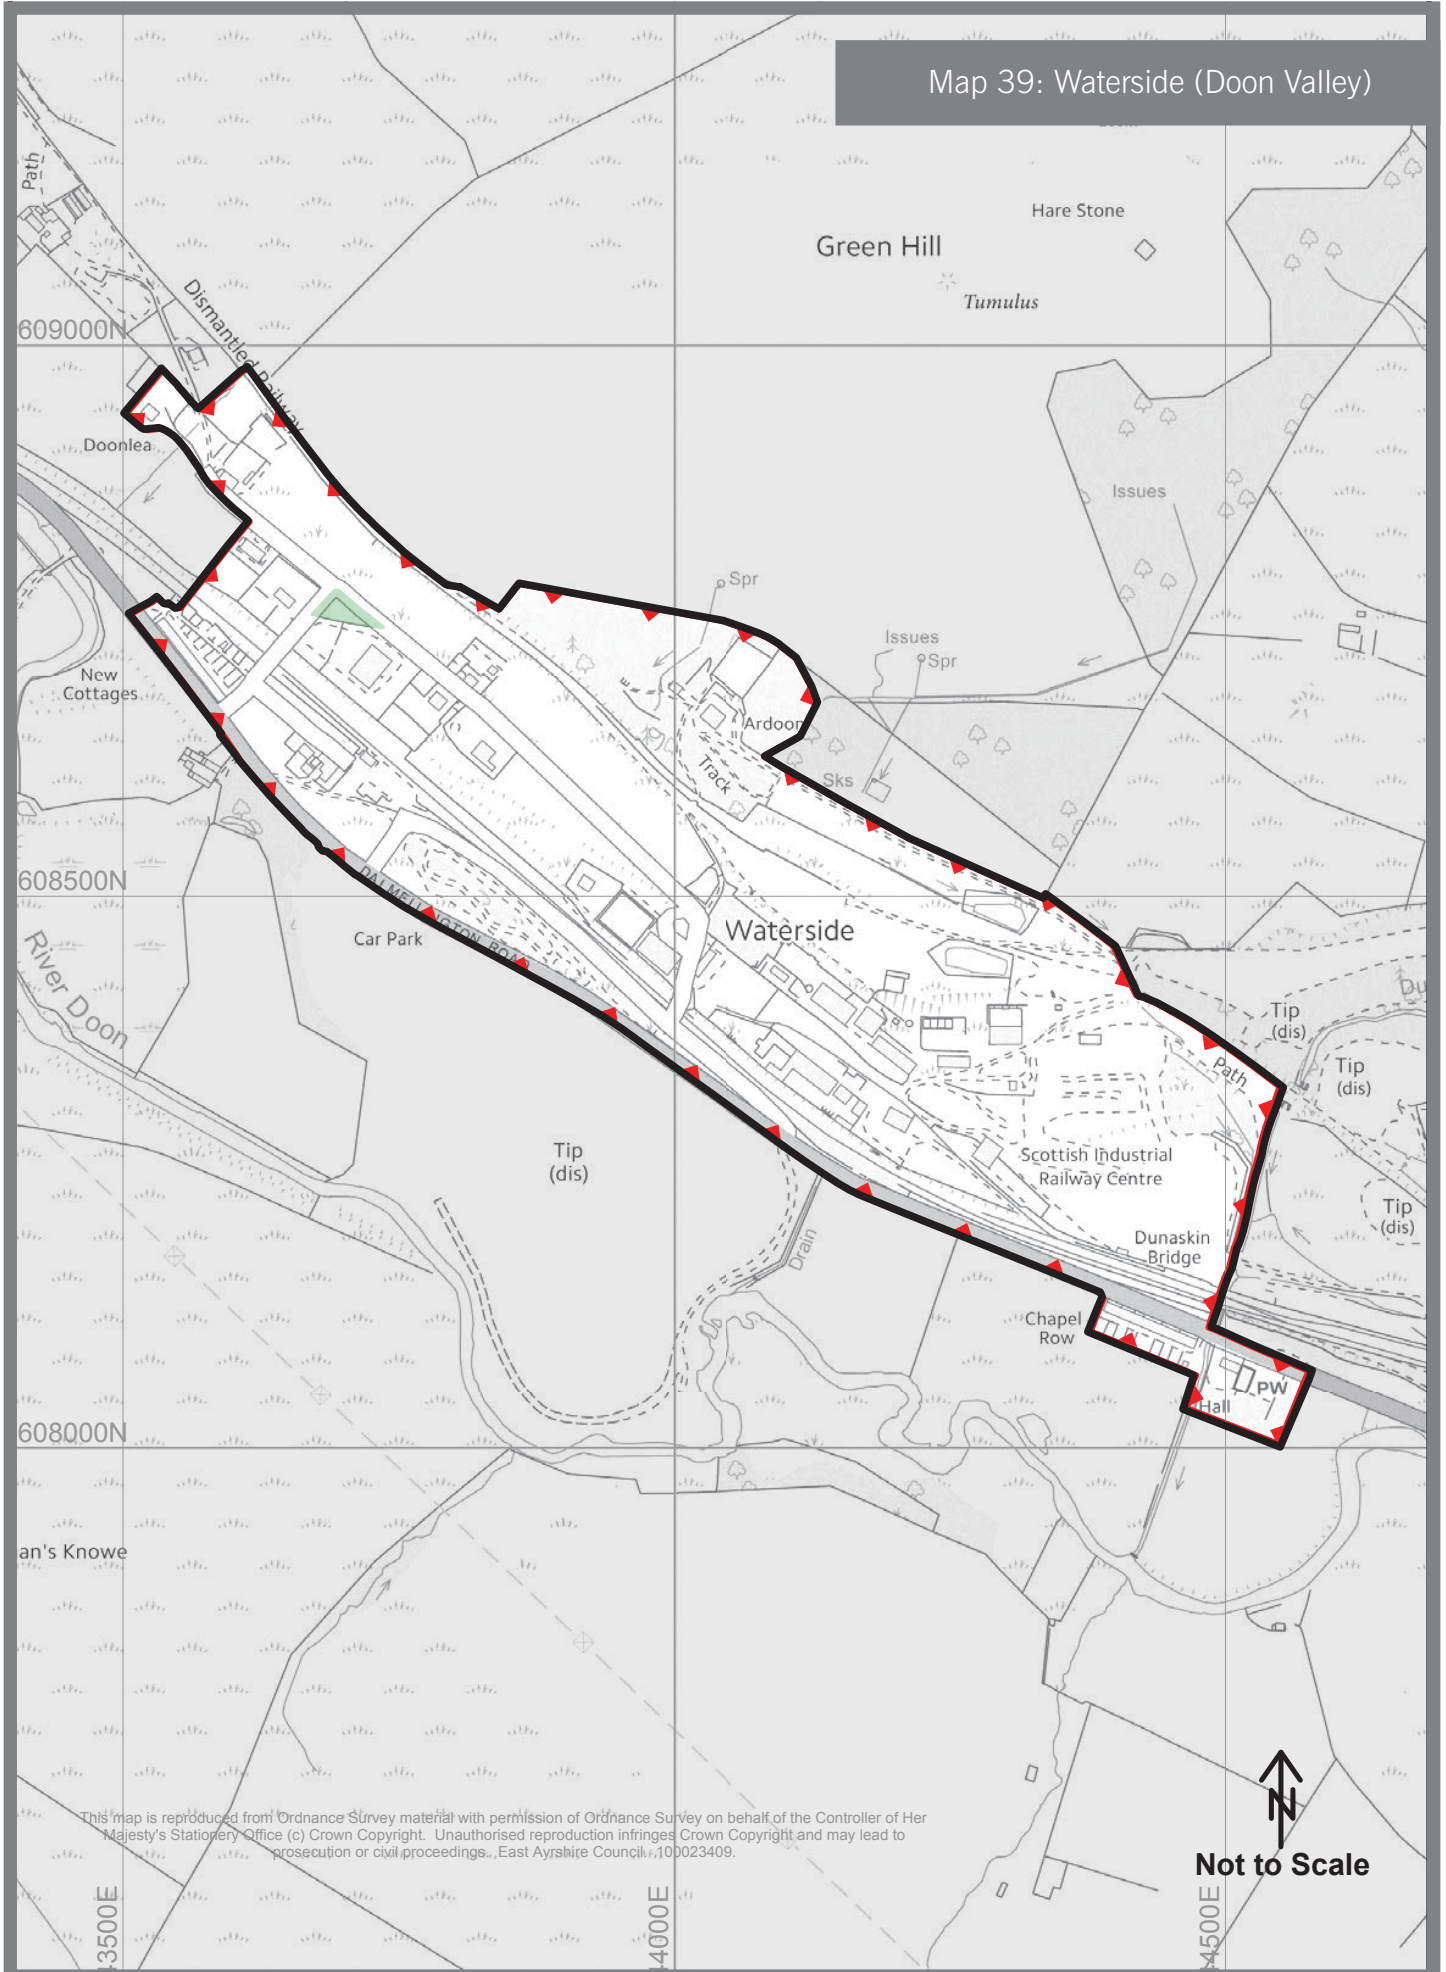 Map 39: Waterside (Doon Valley)
Path
Hare Stone
Green Hill
Tumulus
Dismantled Railway
609000N
Doonlea
Issues
Spr
Issues
Spr
New
Cottages
Ardoon
Track
Sks
DALMELLINGTON ROAD
608500N
Car Park
Waterside
River Doon
Du
Tip
(dis)
Path
Tip
(dis)
Tip
(dis)
Scottish Industrial
Railway Centre
Tip
(dis)
Drain
Dunaskin
Bridge
Chapel
Row
PW
Hall
608000N
an's Knowe
This map is reproduced from Ordnance Survey material with permission of Ordnance Survey on behalf of the Controller of Her
Majesty's Stationery Office (c) Crown Copyright. Unauthorised reproduction infringes Crown Copyright and may lead to
prosecution or civil proceedings. East Ayrshire Council. 100023409.
N
Not to Scale
43500E
44000E
44500E